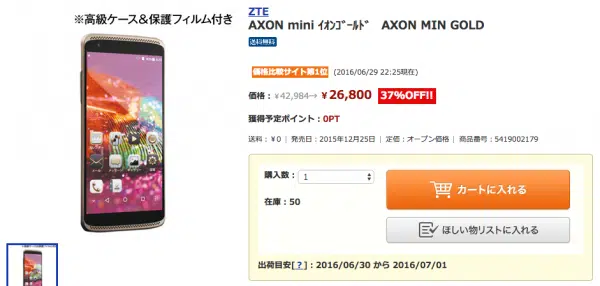 ※高級ケース&保護フィルム付き
ZTE
AXON mini ｲｵﾝｺﾞｰﾙﾄﾞ AXON MIN GOLD
送料無料
価格比較サイト第1位 (2016/06/29 22:25現在)
価格：￥42,984→ ￥26,800 37%OFF!!
獲得予定ポイント：0PT
送料：￥0 | 発売日：2015年12月25日 | 定価：オープン価格 | 商品番号：5419002179
購入数： 1
カートに入れる
在庫：50
ほしい物リストに入れる
出荷目安[？]：2016/06/30 から 2016/07/01